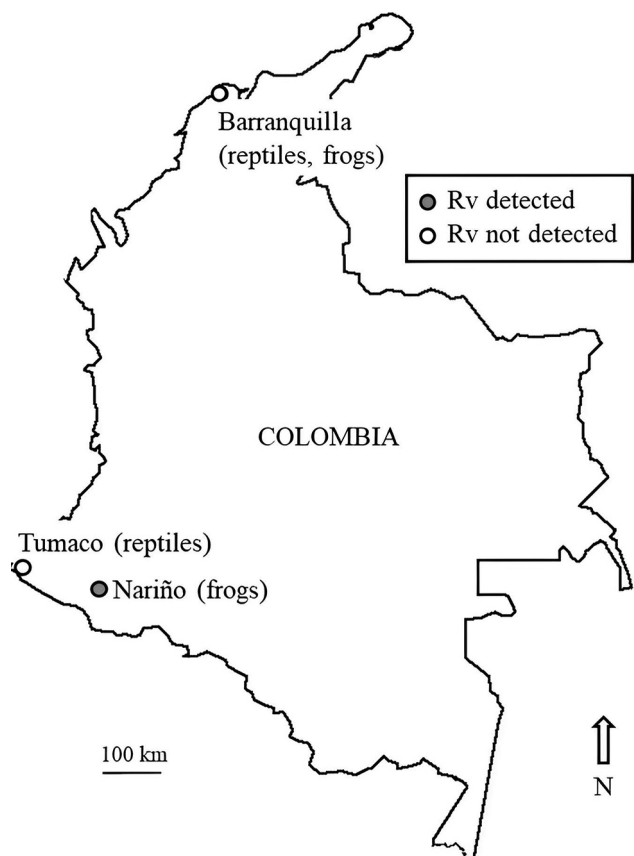 Barranquilla
(reptiles, frogs)
Rv detected
Rv not detected
COLOMBIA
Tumaco (reptiles)
Nariño (frogs)
100 km
N